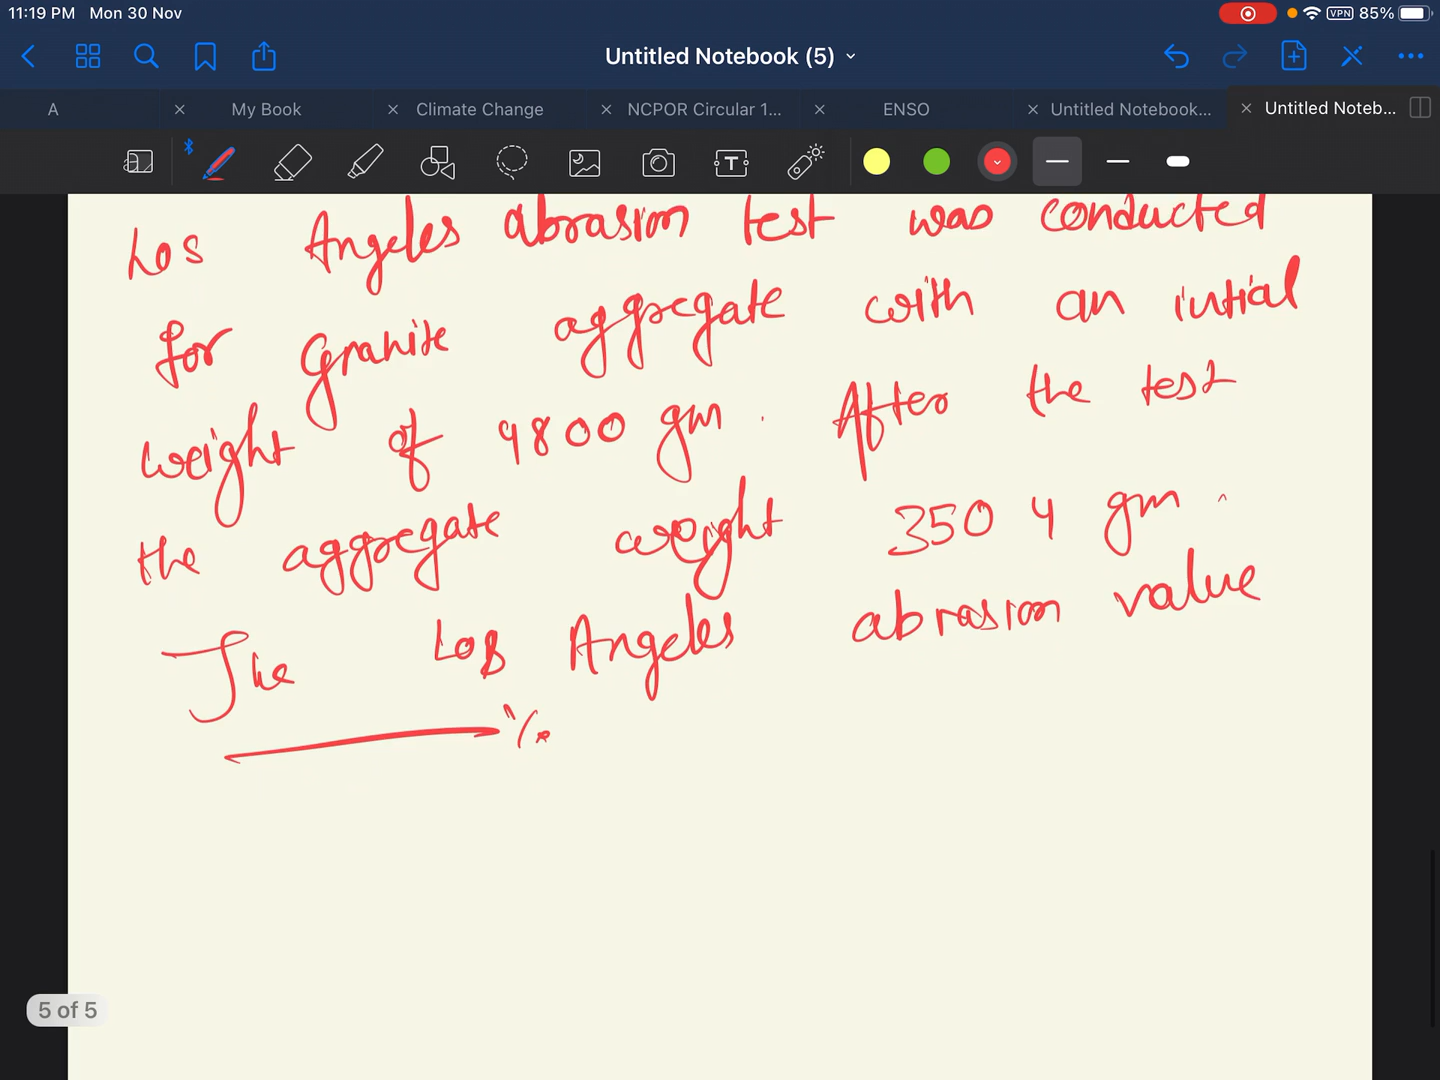 11:19 PM Mon 30 Nov VPN 85%
Untitled Notebook (5)
A My Book Climate Change NCPOR Circular 1... ENSO Untitled Notebook... Untitled Noteb...
T
Los Angeles abrasion test was conducted
for granite aggregate with an intial
weight of 4800 gm. After the test
the aggregate weight 3504 gm.
The Los Angeles abrasion value
%
5 of 5